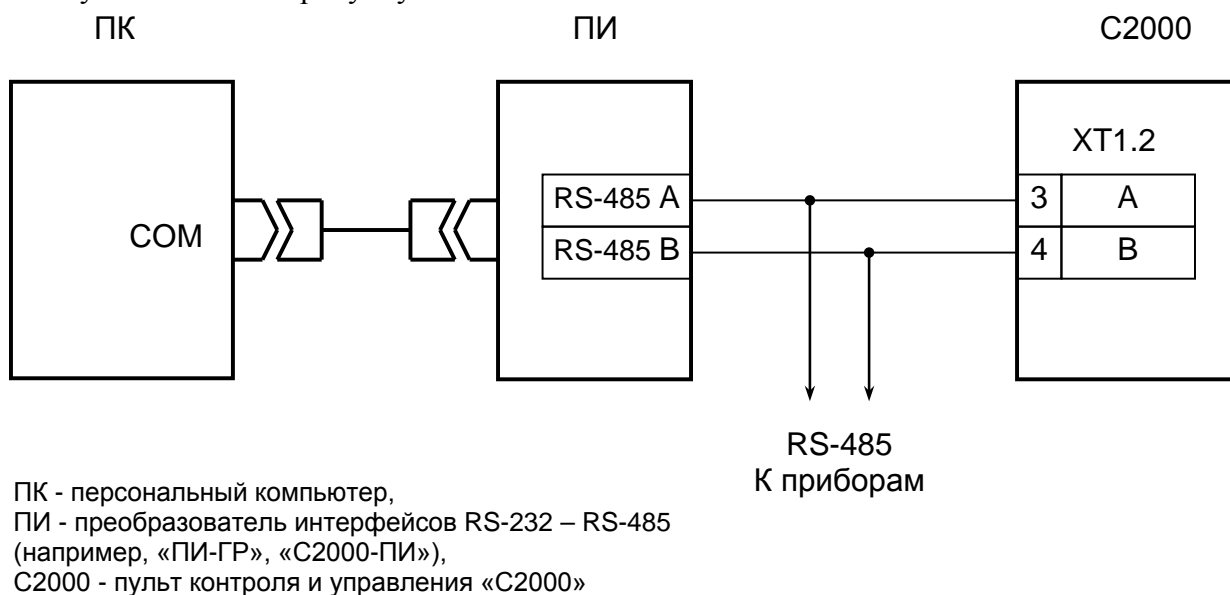 ПК ПИ С2000
COM
RS-485 A
RS-485 B
XT1.2
3 A
4 B
RS-485
К приборам
ПК - персональный компьютер,
ПИ - преобразователь интерфейсов RS-232 – RS-485
(например, «ПИ-ГР», «С2000-ПИ»),
С2000 - пульт контроля и управления «С2000»